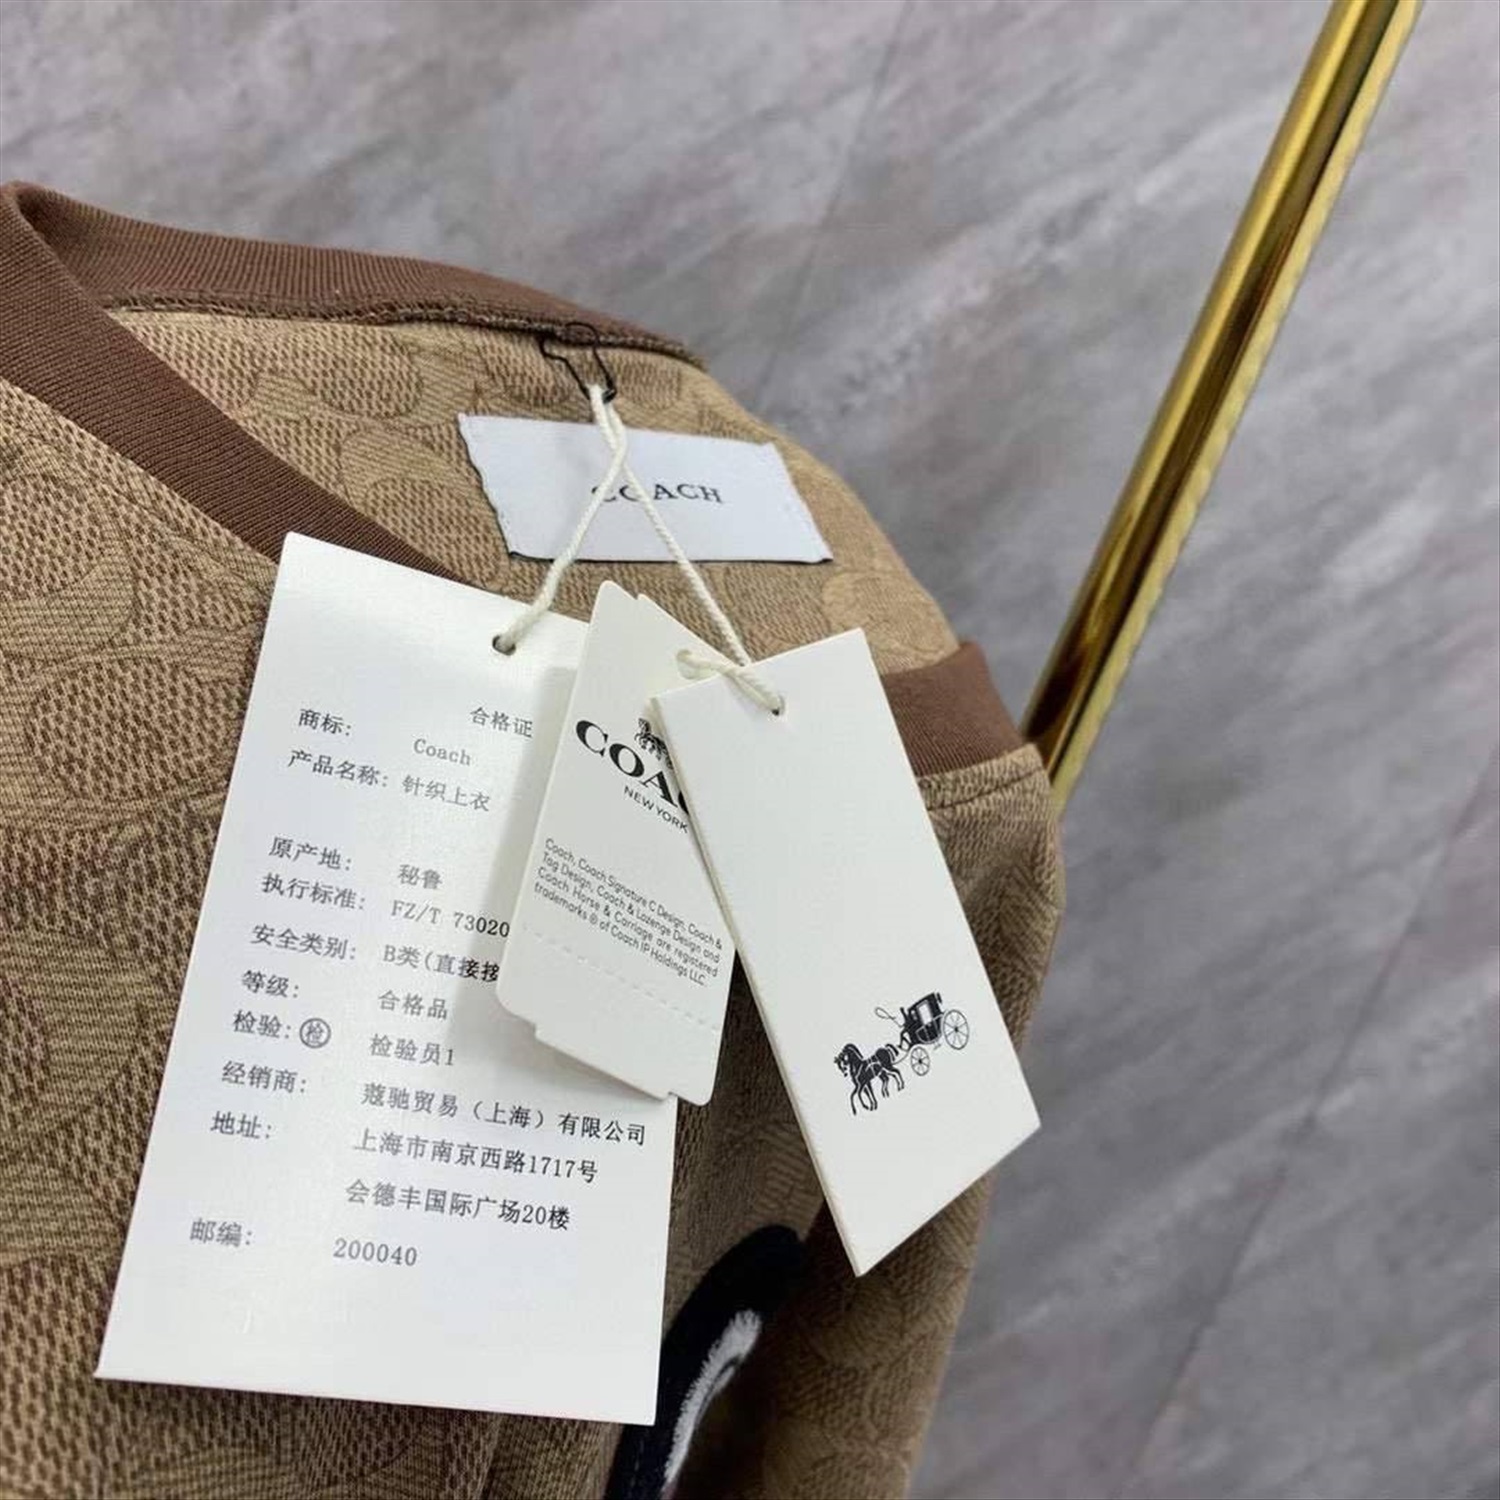 COACH
合格证
商标: Coach
产品名称: 针织上衣
原产地: 秘鲁
执行标准: FZ/T 73020
安全类别: B类(直接接
等级: 合格品
检验: 检 检验员1
经销商: 蔻驰贸易（上海）有限公司
地址: 上海市南京西路1717号
会德丰国际广场20楼
邮编: 200040
COAC
NEW YORK
Coach, Coach Signature C Design, Coach &
Tag Design, Coach & Lozenge Design and
Coach Horse & Carriage are registered
trademarks ® of Coach IP Holdings LLC.